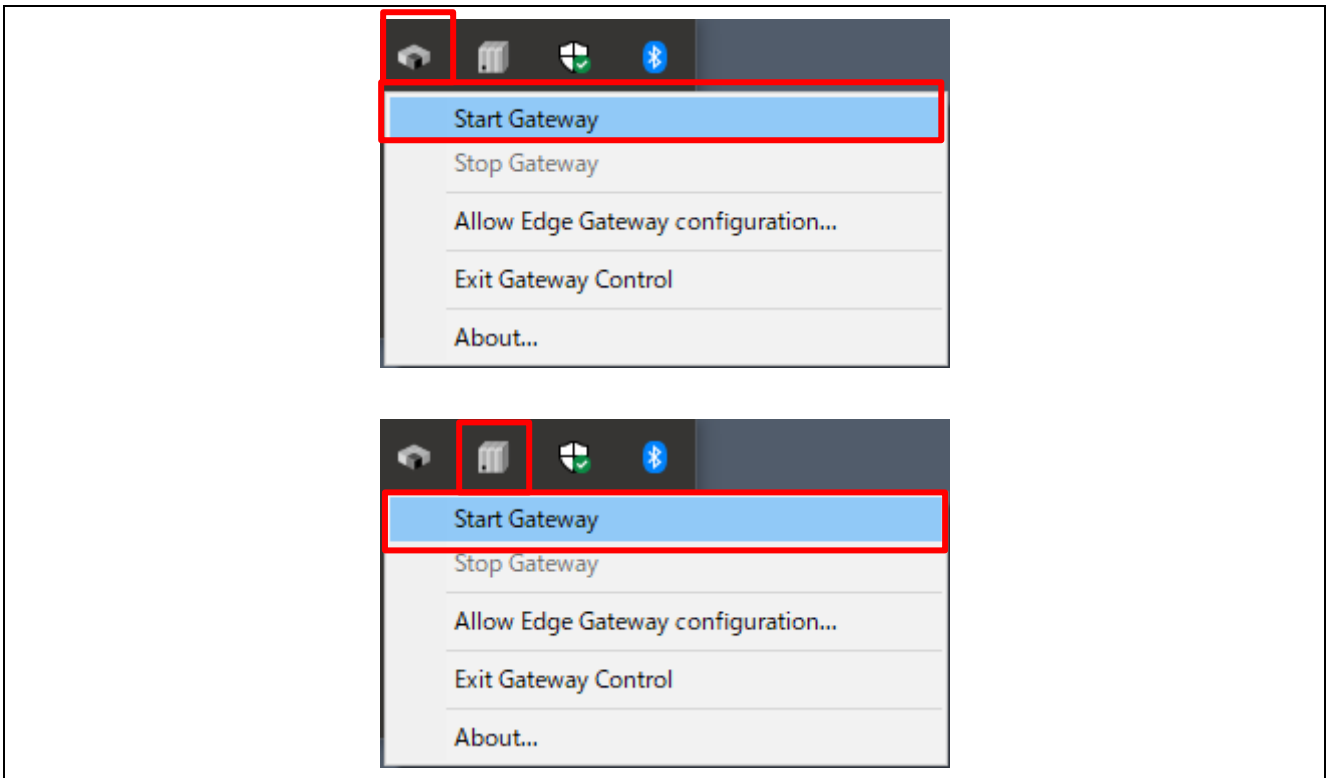 Start Gateway
Stop Gateway
Allow Edge Gateway configuration...
Exit Gateway Control
About...
Start Gateway
Stop Gateway
Allow Edge Gateway configuration...
Exit Gateway Control
About...